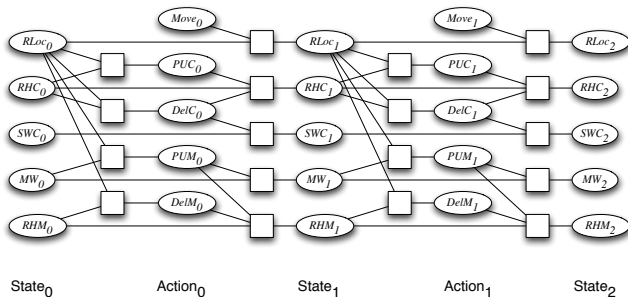 Move₀ Move₁
RLoc₀ RLoc₁ RLoc₂
PUC₀ PUC₁
RHC₀ RHC₁ RHC₂
DelC₀ DelC₁
SWC₀ SWC₁ SWC₂
PUM₀ PUM₁
MW₀ MW₁ MW₂
DelM₀ DelM₁
RHM₀ RHM₁ RHM₂
State₀ Action₀ State₁ Action₁ State₂